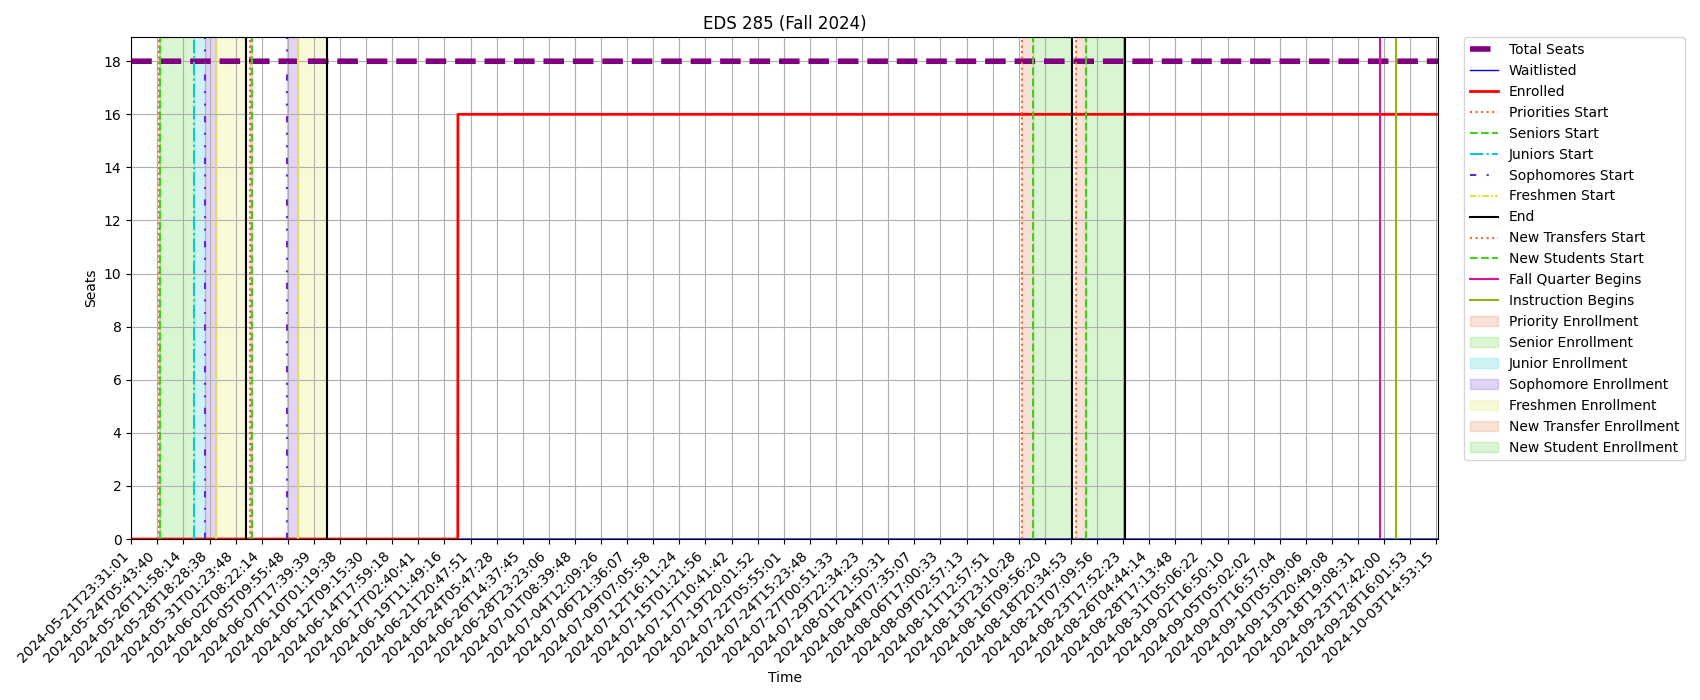 EDS 285 (Fall 2024)
18
16
14
12
10
8
6
4
2
0
Seats
2024-05-21T23:31:01
2024-05-24T05:43:40
2024-05-26T11:58:14
2024-05-28T18:28:38
2024-05-31T01:23:48
2024-06-02T08:22:14
2024-06-05T09:55:48
2024-06-07T17:39:39
2024-06-10T01:19:38
2024-06-12T09:15:30
2024-06-14T17:59:18
2024-06-17T02:40:41
2024-06-19T11:49:16
2024-06-21T20:47:51
2024-06-24T05:47:28
2024-06-26T14:37:45
2024-06-28T23:23:06
2024-07-01T08:39:48
2024-07-04T12:09:26
2024-07-06T21:36:07
2024-07-09T07:05:58
2024-07-12T16:11:24
2024-07-15T01:21:56
2024-07-17T10:41:42
2024-07-19T20:01:52
2024-07-22T05:55:01
2024-07-24T15:23:48
2024-07-27T00:51:33
2024-07-29T22:34:23
2024-08-01T21:50:31
2024-08-04T07:35:07
2024-08-06T17:00:33
2024-08-09T02:57:13
2024-08-11T12:57:51
2024-08-13T23:10:28
2024-08-16T09:56:20
2024-08-18T20:34:53
2024-08-21T07:09:56
2024-08-23T17:52:23
2024-08-26T04:44:14
2024-08-28T17:13:48
2024-08-31T05:06:22
2024-09-02T16:50:10
2024-09-05T05:02:02
2024-09-07T16:57:04
2024-09-10T05:09:06
2024-09-13T20:49:08
2024-09-18T19:08:31
2024-09-23T17:42:00
2024-09-28T16:01:53
2024-10-03T14:53:15
Time
Total Seats
Waitlisted
Enrolled
Priorities Start
Seniors Start
Juniors Start
Sophomores Start
Freshmen Start
End
New Transfers Start
New Students Start
Fall Quarter Begins
Instruction Begins
Priority Enrollment
Senior Enrollment
Junior Enrollment
Sophomore Enrollment
Freshmen Enrollment
New Transfer Enrollment
New Student Enrollment